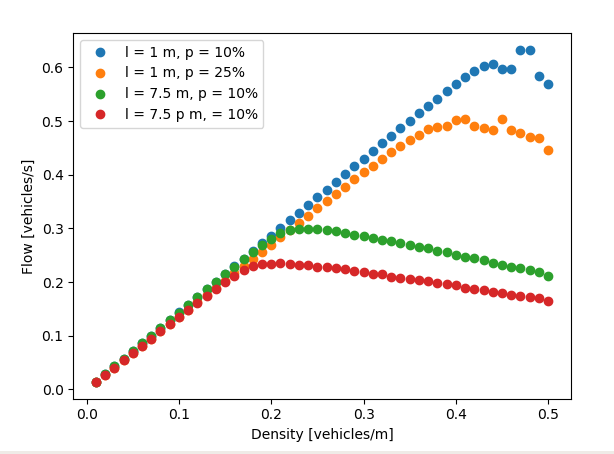 l = 1 m, p = 10%
l = 1 m, p = 25%
l = 7.5 m, p = 10%
l = 7.5 p m, = 10%
Flow [vehicles/s]
0.6
0.5
0.4
0.3
0.2
0.1
0.0
0.0 0.1 0.2 0.3 0.4 0.5
Density [vehicles/m]